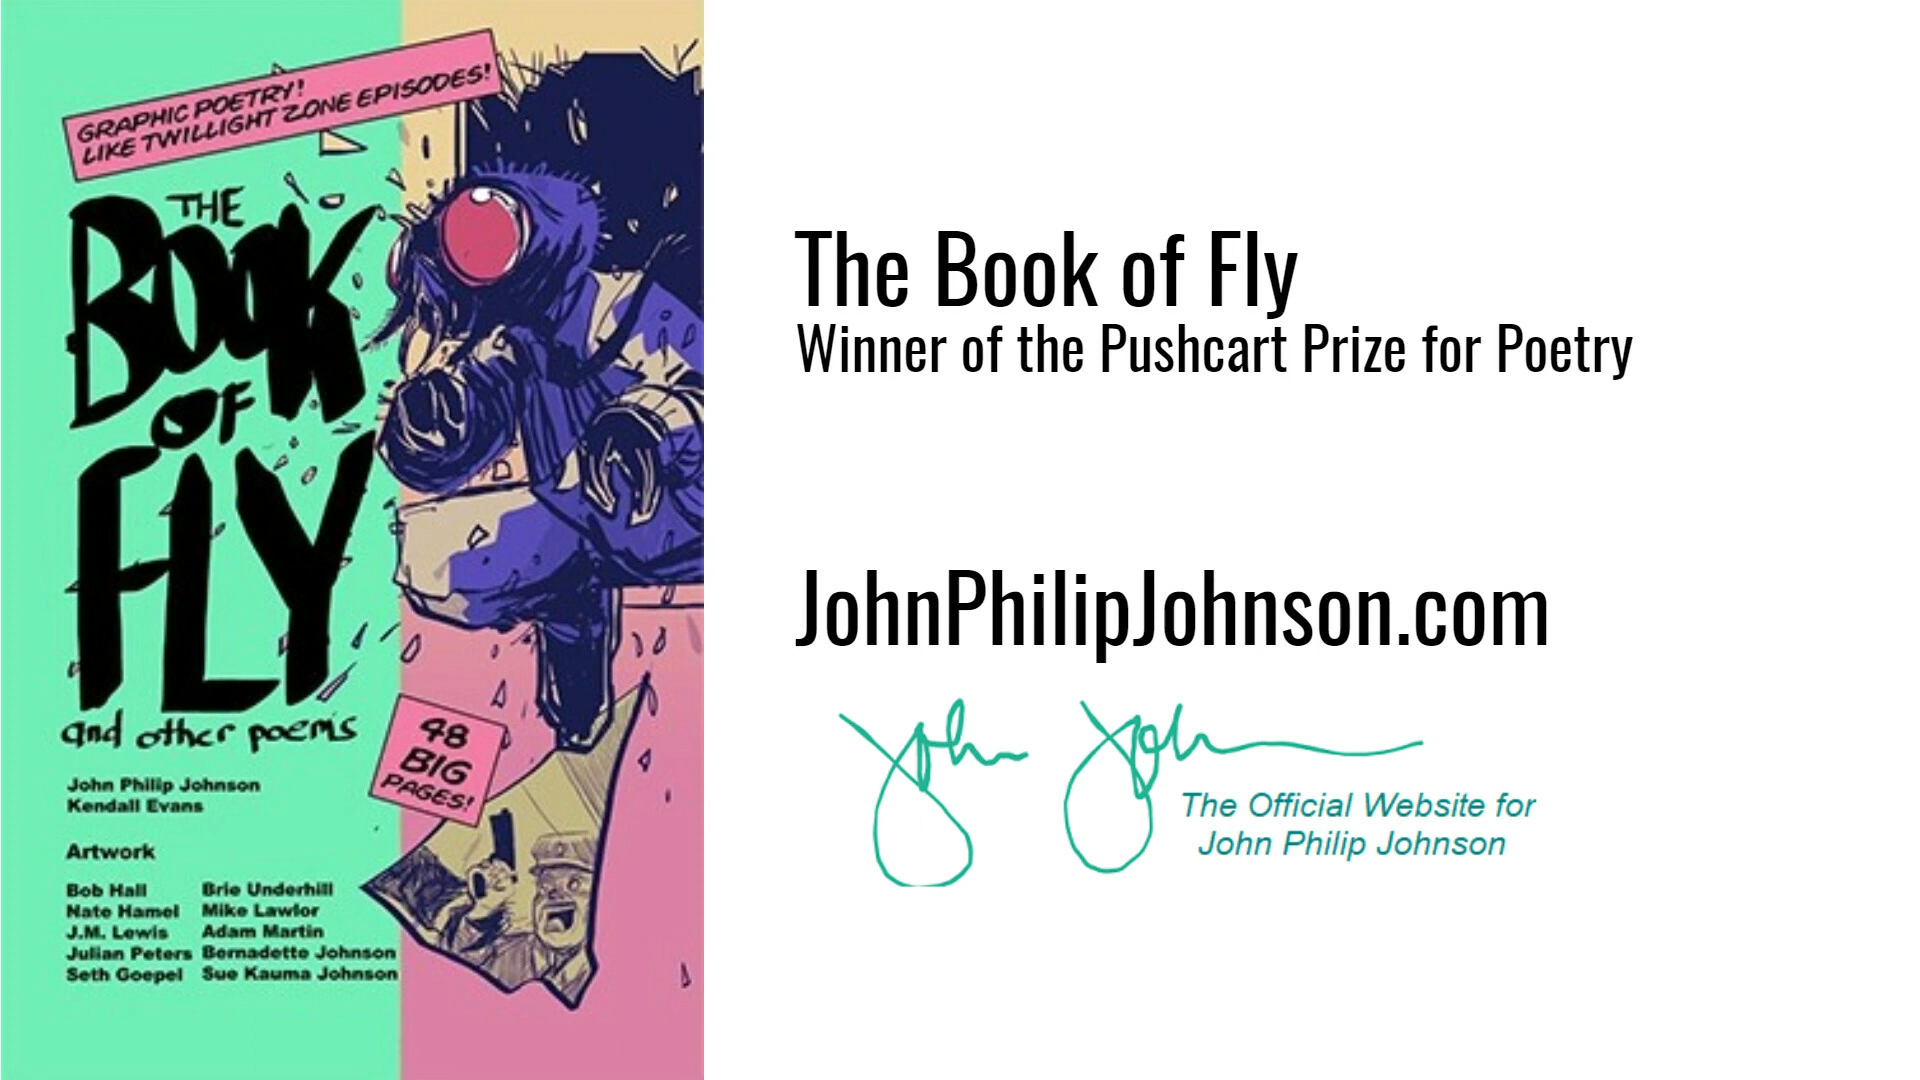 GRAPHIC POETRY!
LIKE TWILLIGHT ZONE EPISODES!
THE
BOOK
OF
FLY
and other poems
48
BIG
PAGES!
John Philip Johnson
Kendall Evans
Artwork
Bob Hall Brie Underhill
Nate Hamel Mike Lawlor
J.M. Lewis Adam Martin
Julian Peters Bernadette Johnson
Seth Goepel Sue Kauma Johnson
The Book of Fly
Winner of the Pushcart Prize for Poetry
JohnPhilipJohnson.com
John John
The Official Website for
John Philip Johnson